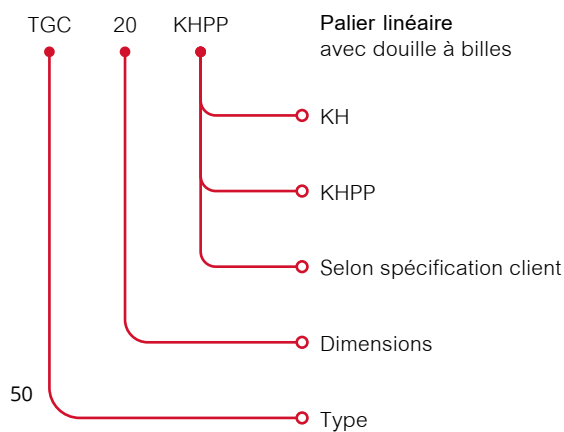 TGC 20 KHPP
Palier linéaire
avec douille à billes
KH
KHPP
Selon spécification client
Dimensions
50
Type